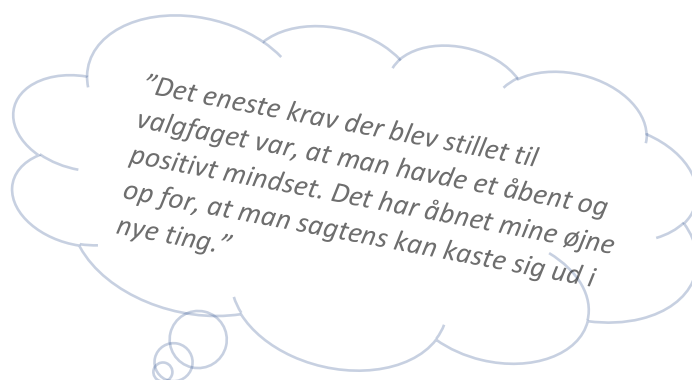 ”Det eneste krav der blev stillet til
valgfaget var, at man havde et åbent og
positivt mindset. Det har åbnet mine øjne
op for, at man sagtens kan kaste sig ud i
nye ting.”